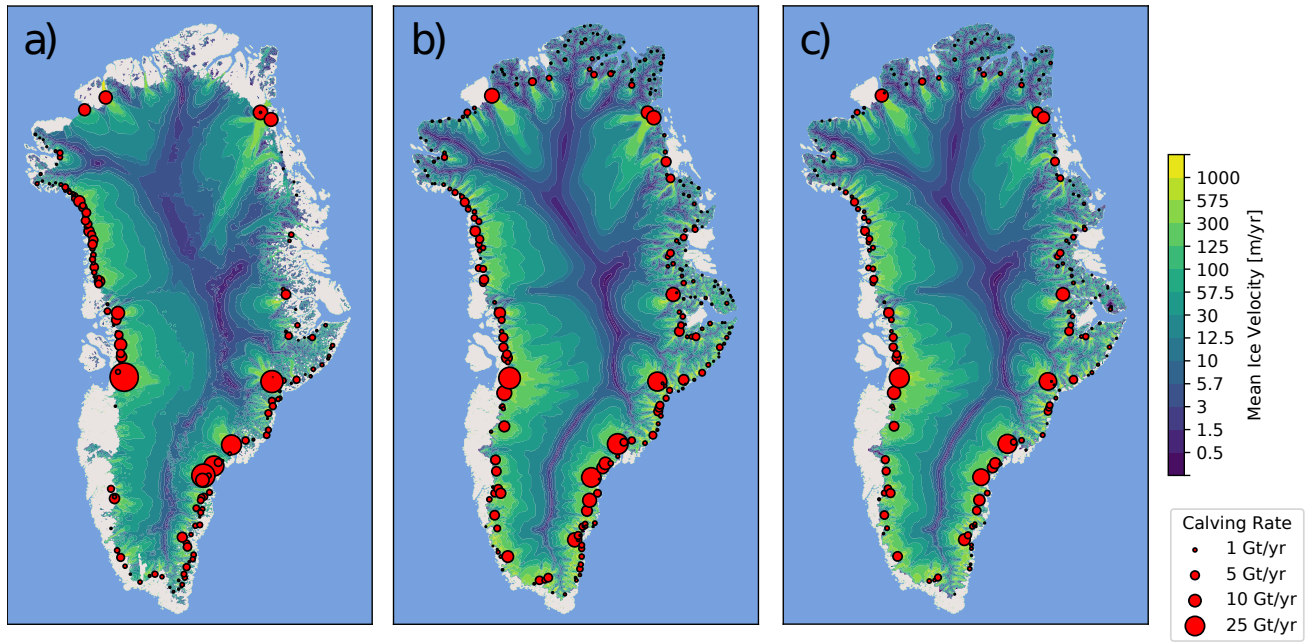 a)
b)
c)
1000
575
300
125
100
57.5
30
12.5
10
5.7
3
1.5
0.5
Mean Ice Velocity [m/yr]
Calving Rate
1 Gt/yr
5 Gt/yr
10 Gt/yr
25 Gt/yr